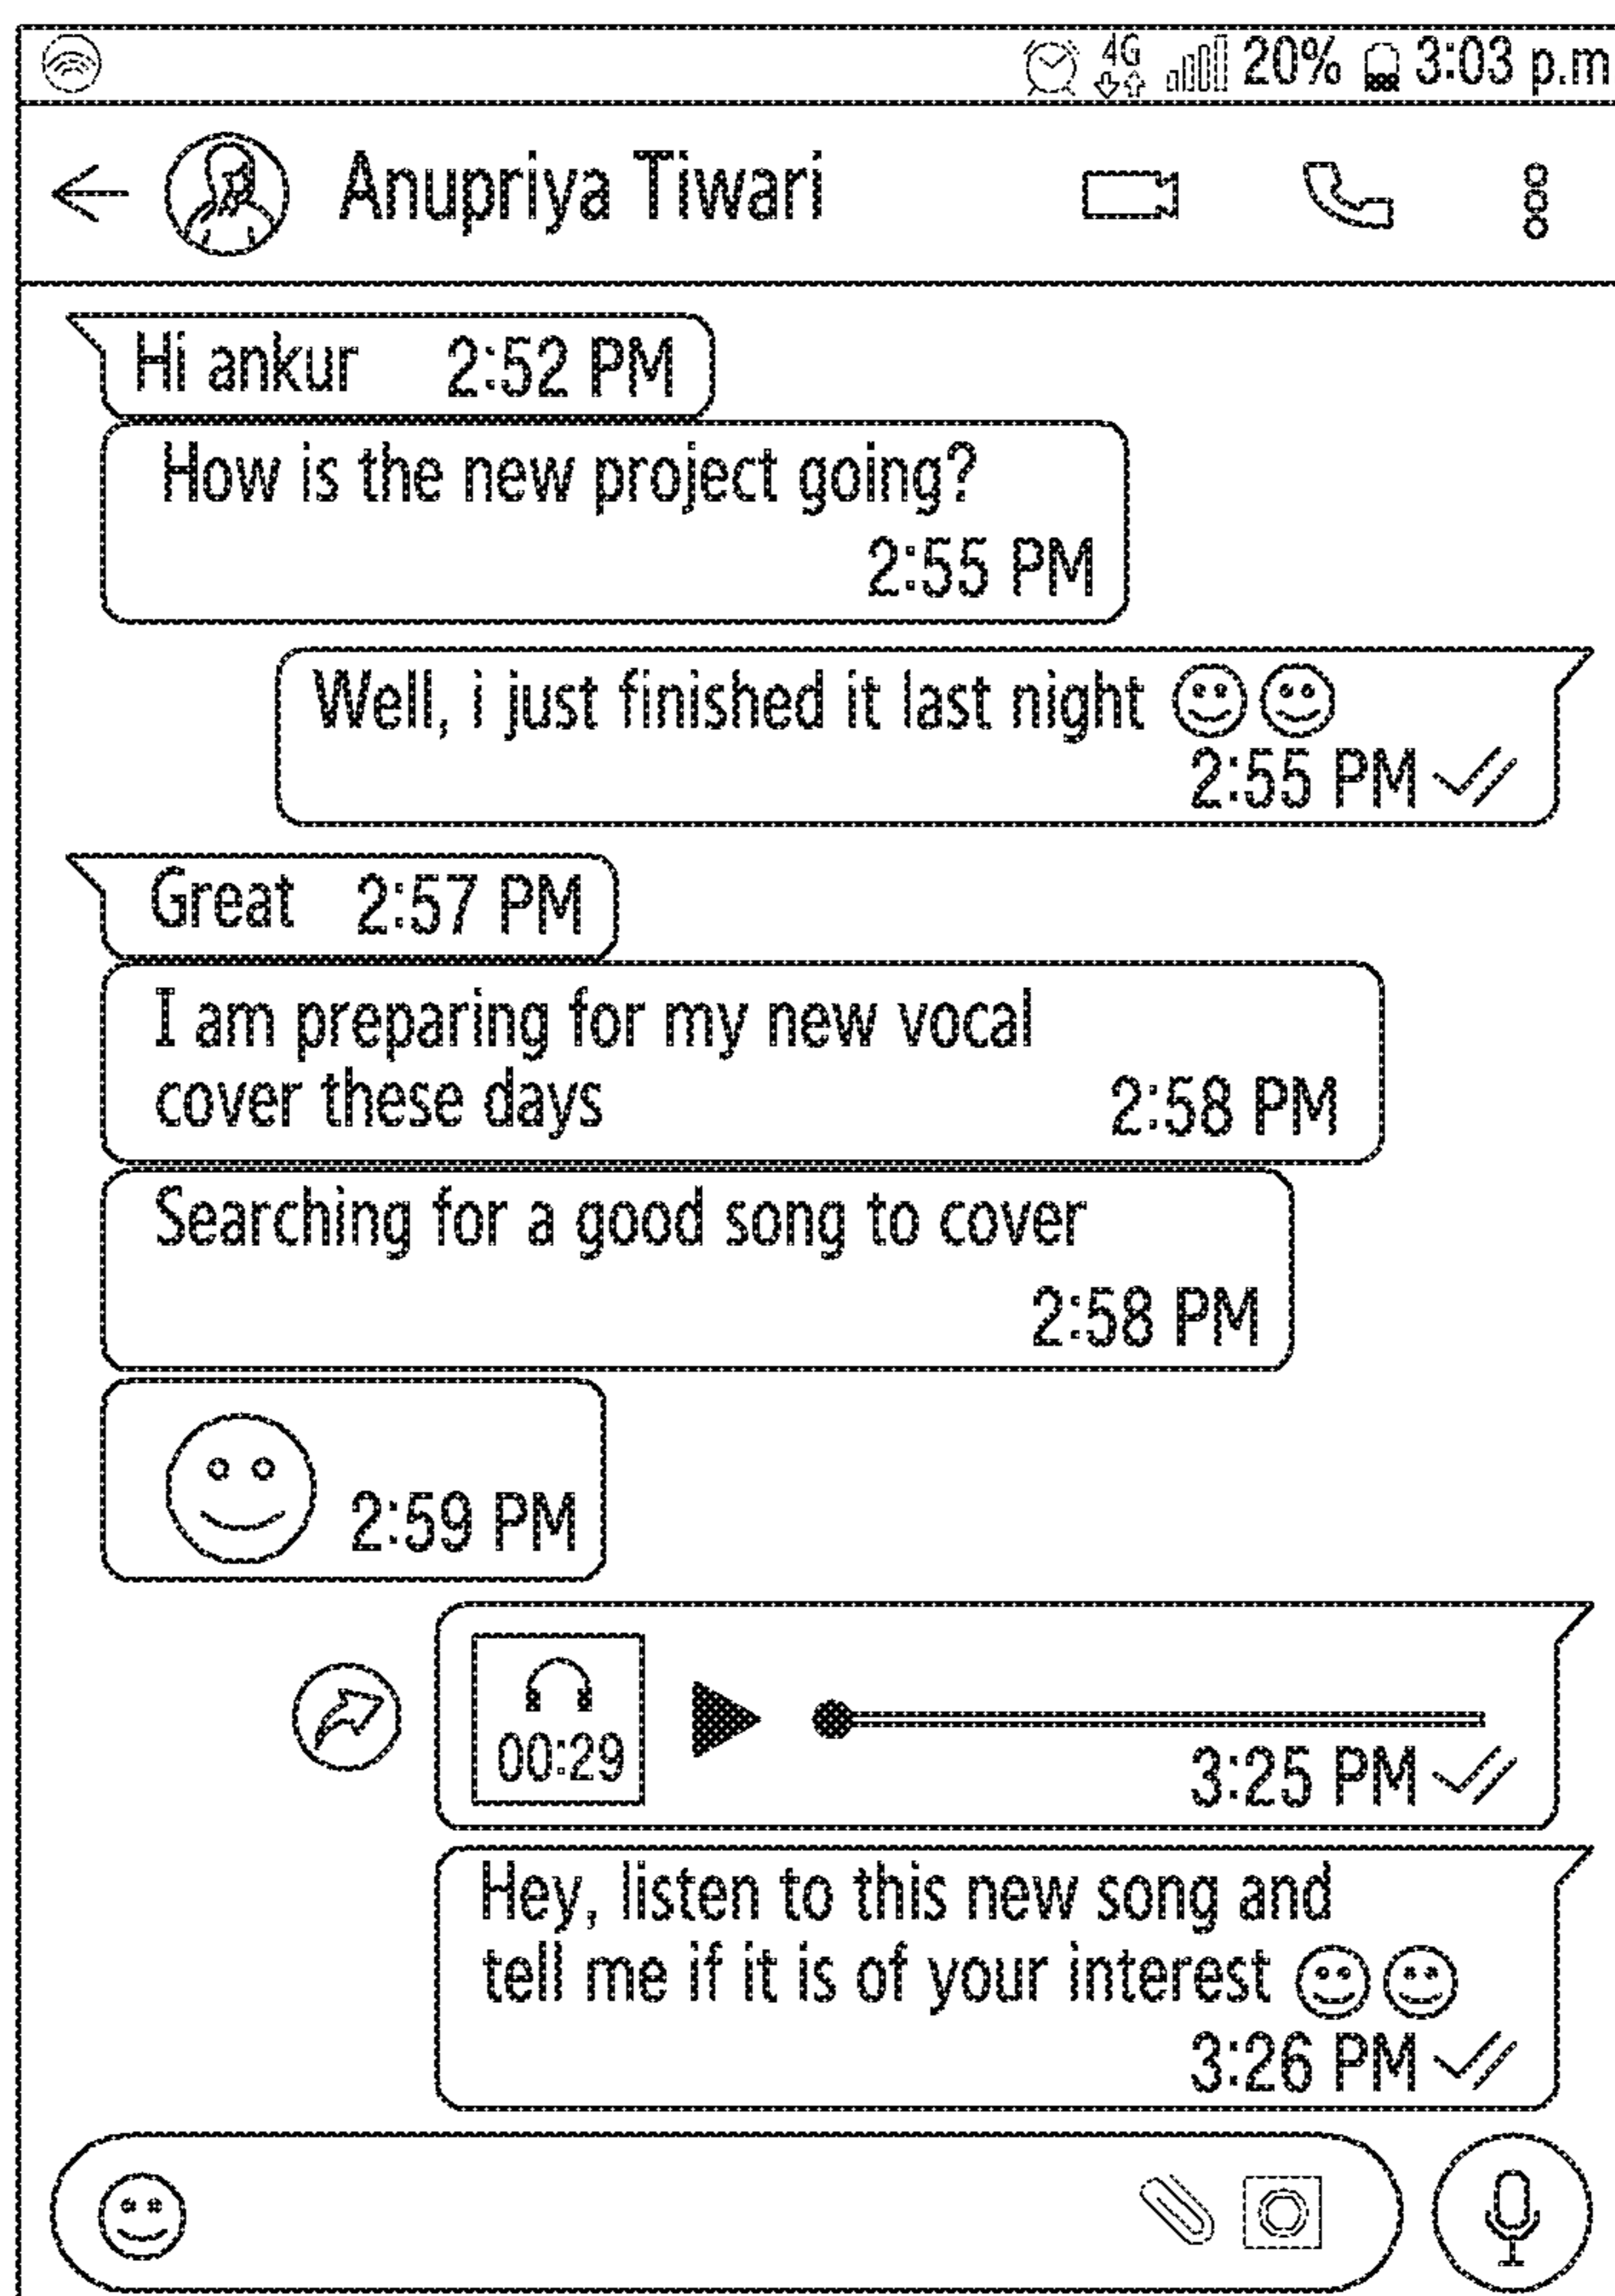 4G 20% 3:03 p.m
Anupriya Tiwari
Hi ankur 2:52 PM
How is the new project going?
2:55 PM
Well, i just finished it last night
2:55 PM
Great 2:57 PM
I am preparing for my new vocal
cover these days 2:58 PM
Searching for a good song to cover
2:58 PM
2:59 PM
00:29
3:25 PM
Hey, listen to this new song and
tell me if it is of your interest
3:26 PM